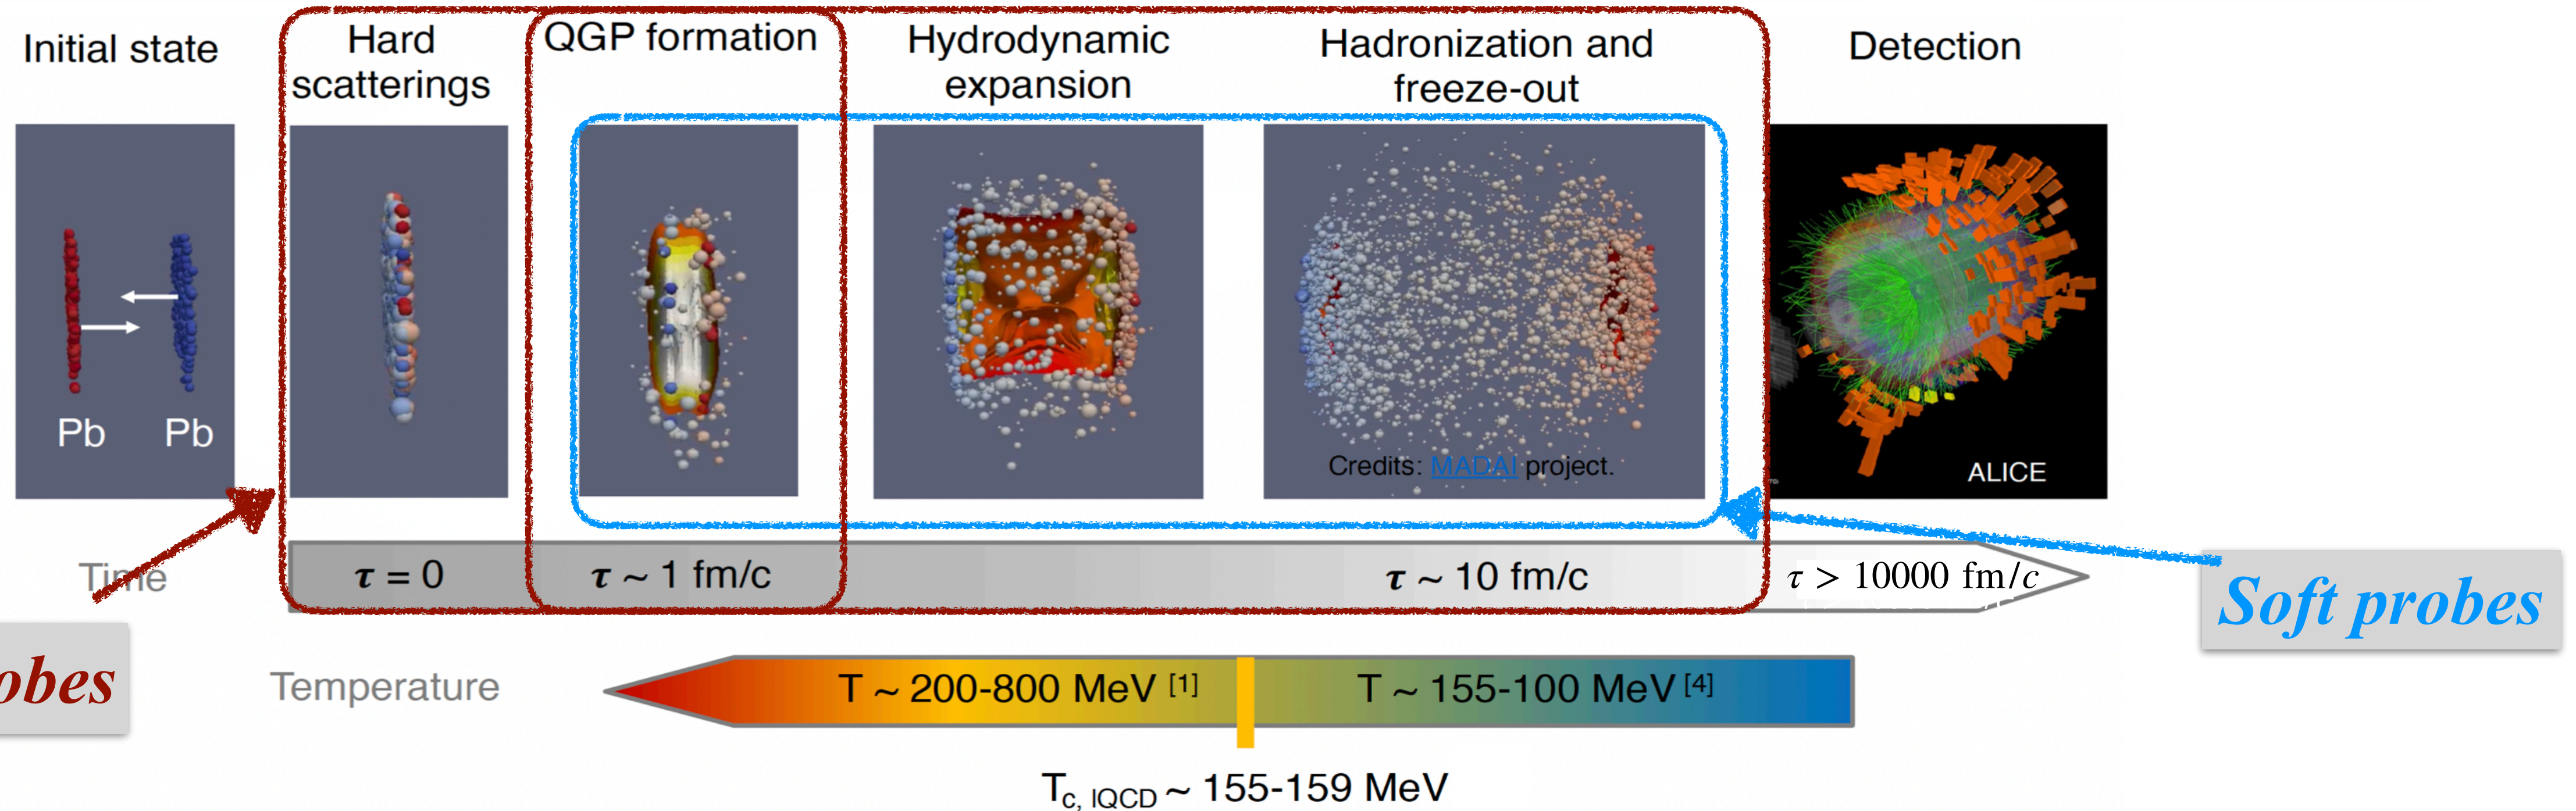 Initial state
Hard
scatterings
QGP formation
Hydrodynamic
expansion
Hadronization and
freeze-out
Detection
Pb Pb
Credits: MADAI project.
ALICE
Time
τ = 0
τ ~ 1 fm/c
τ ~ 10 fm/c
τ > 10000 fm/c
Soft probes
obes
Temperature
T ~ 200-800 MeV [1]
T ~ 155-100 MeV [4]
Tc, lQCD ~ 155-159 MeV